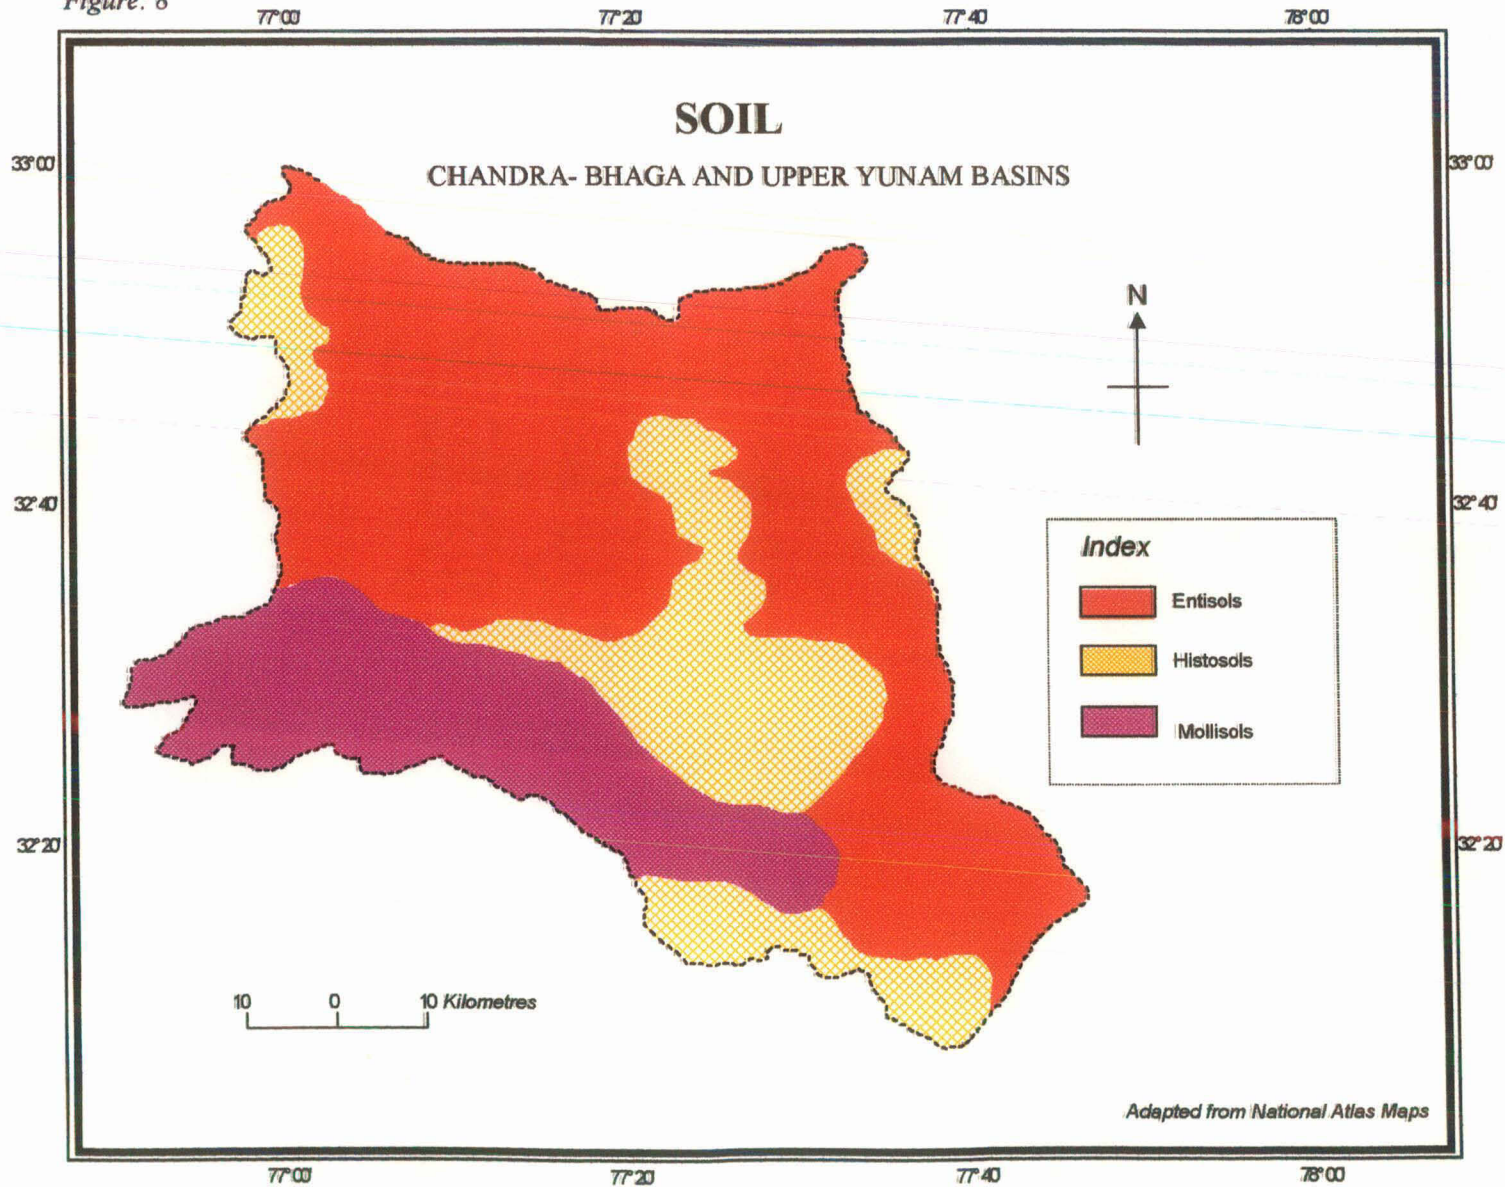 Figure: 8
77°00' 77°20' 77°40' 78°00'
SOIL
CHANDRA- BHAGA AND UPPER YUNAM BASINS
33°00' 33°00'
N
32°40' 32°40'
Index
Entisols
Histosols
Mollisols
32°20' 32°20'
10 0 10 Kilometres
Adapted from National Atlas Maps
77°00' 77°20' 77°40' 78°00'